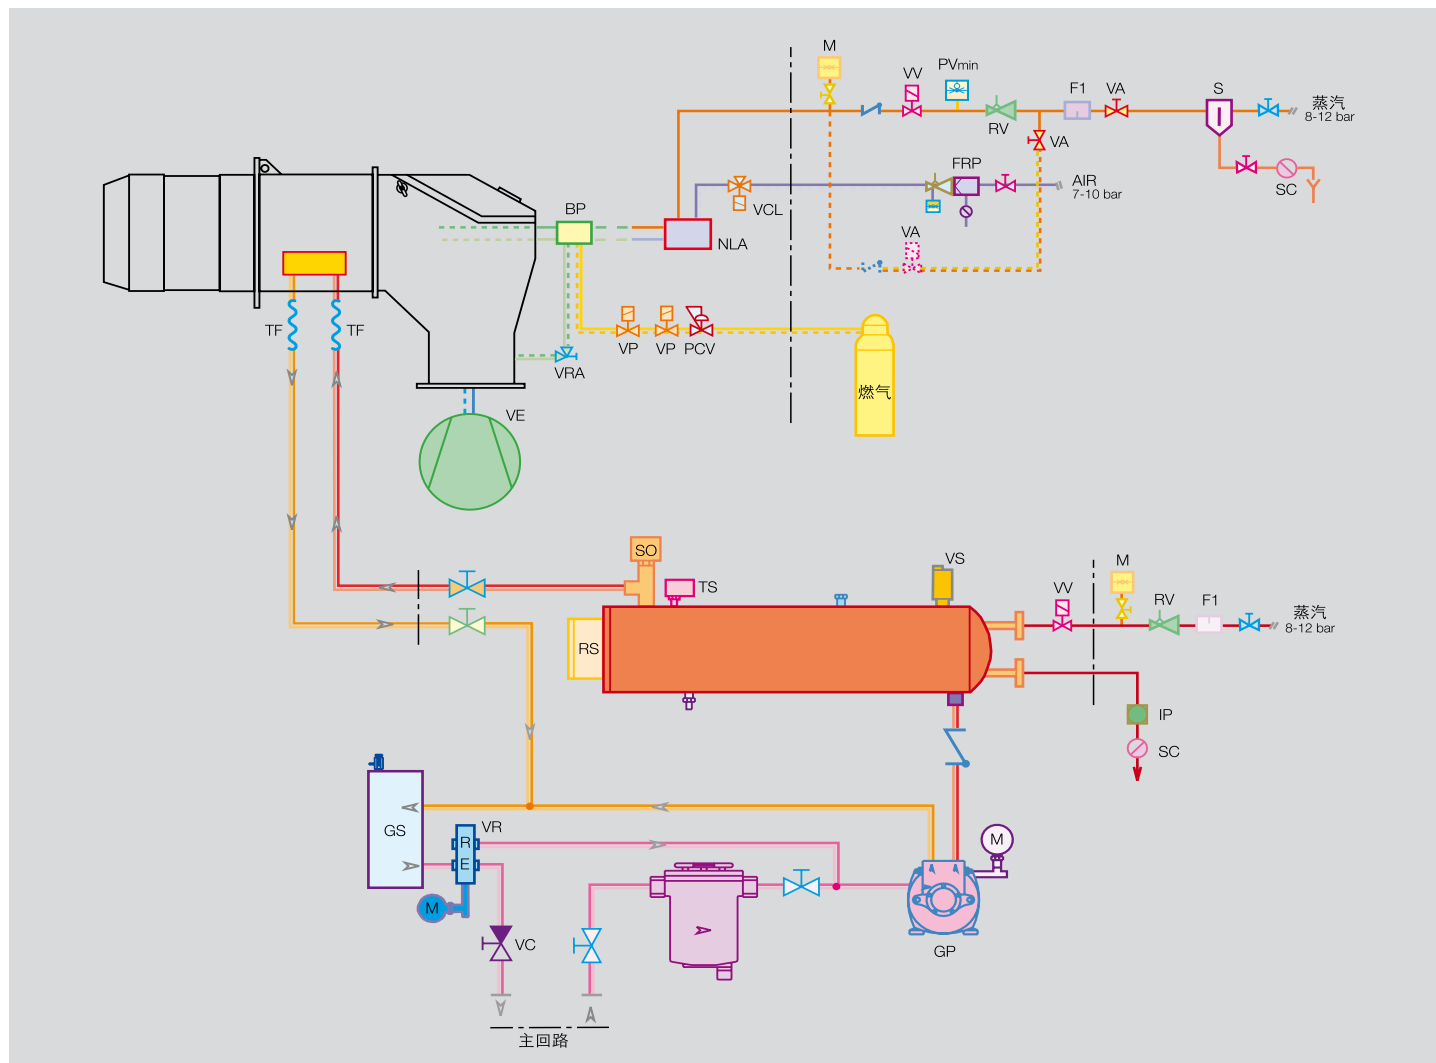 M
VV
PVmin
RV
F1
VA
S
蒸汽
8-12 bar
VA
SC
FRP
AIR
7-10 bar
VCL
BP
NLA
VA
TF
TF
VP
VP
PCV
VRA
燃气
VE
SO
TS
VS
VV
M
RV
F1
蒸汽
8-12 bar
RS
IP
SC
GS
VR
R
E
M
VC
M
GP
主回路